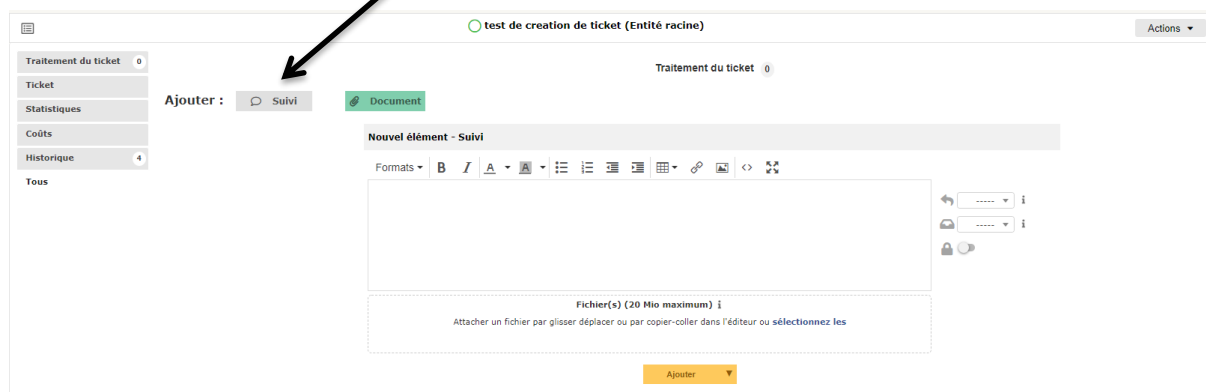 test de creation de ticket (Entité racine)
Actions
Traitement du ticket 0
Ticket
Statistiques
Coûts
Historique 4
Tous
Traitement du ticket 0
Ajouter :
Suivi
Document
Nouvel élément - Suivi
Formats B I A A
-----
-----
Fichier(s) (20 Mio maximum) i
Attacher un fichier par glisser déplacer ou par copier-coller dans l'éditeur ou sélectionnez les
Ajouter